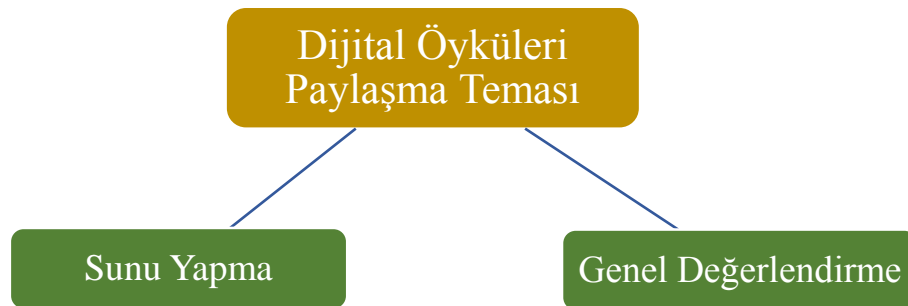 Dijital Öyküleri
Paylaşma Teması
Sunu Yapma
Genel Değerlendirme